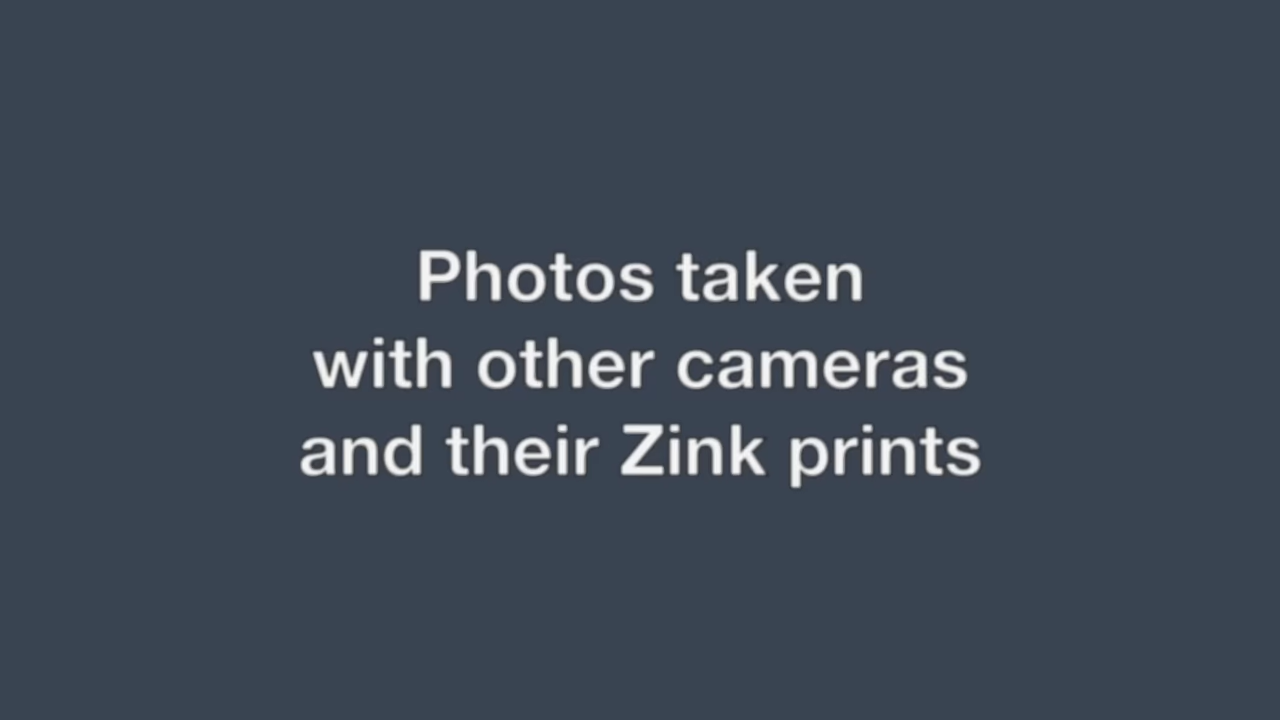 Photos taken
with other cameras
and their Zink prints